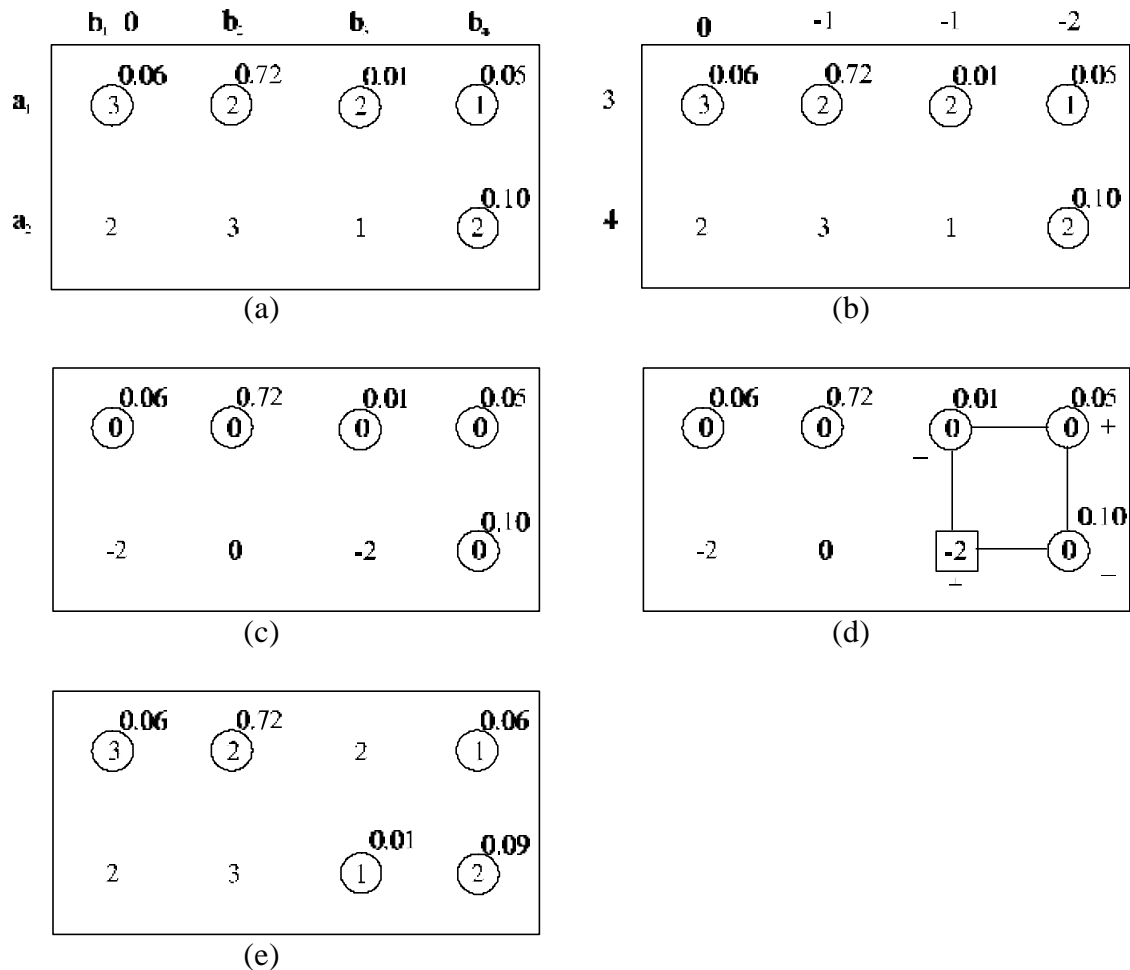 b₁ 0 b₂ b₃ b₄
0.06 0.72 0.01 0.05
a₁ 3 2 2 1
0.10
a₂ 2 3 1 2
(a)
0 -1 -1 -2
0.06 0.72 0.01 0.05
3 3 2 2 1
0.10
4 2 3 1 2
(b)
0.06 0.72 0.01 0.05
0 0 0 0
0.10
-2 0 -2 0
(c)
0.06 0.72 0.01 0.05
0 0 0 0 +
–
0.10
-2 0 -2 0
+ –
(d)
0.06 0.72 0.06
3 2 2 1
0.01 0.09
2 3 1 2
(e)